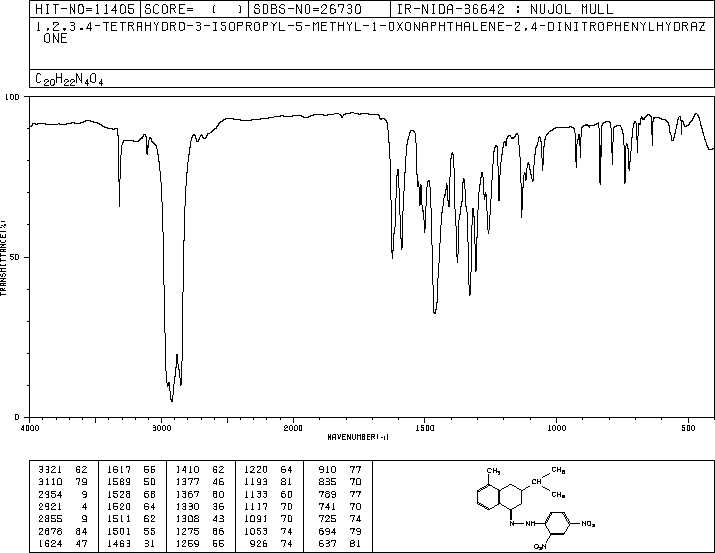 HIT-NO=11405 SCORE= ( ) SDBS-NO=26730 IR-NIDA-36642 : NUJOL MULL
1,2,3,4-TETRAHYDRO-3-ISOPROPYL-5-METHYL-1-OXONAPHTHALENE-2,4-DINITROPHENYLHYDRAZ
ONE
C20H22N4O4
100
TRANSMITTANCE(%)
50
0
4000 3000 2000 1500 1000 500
WAVENUMBER(-1)
3321 62 1617 55 1410 62 1220 64 910 77
3110 79 1589 50 1377 46 1193 81 835 70
2954 9 1528 68 1367 80 1133 60 789 77
2921 4 1520 64 1330 36 1117 70 741 70
2855 9 1511 62 1308 43 1091 70 725 74
2678 84 1501 55 1275 66 1053 74 694 79
1624 47 1463 31 1259 55 926 74 637 81
CH3
CH3
CH
CH3
N NH
NO2
O2N